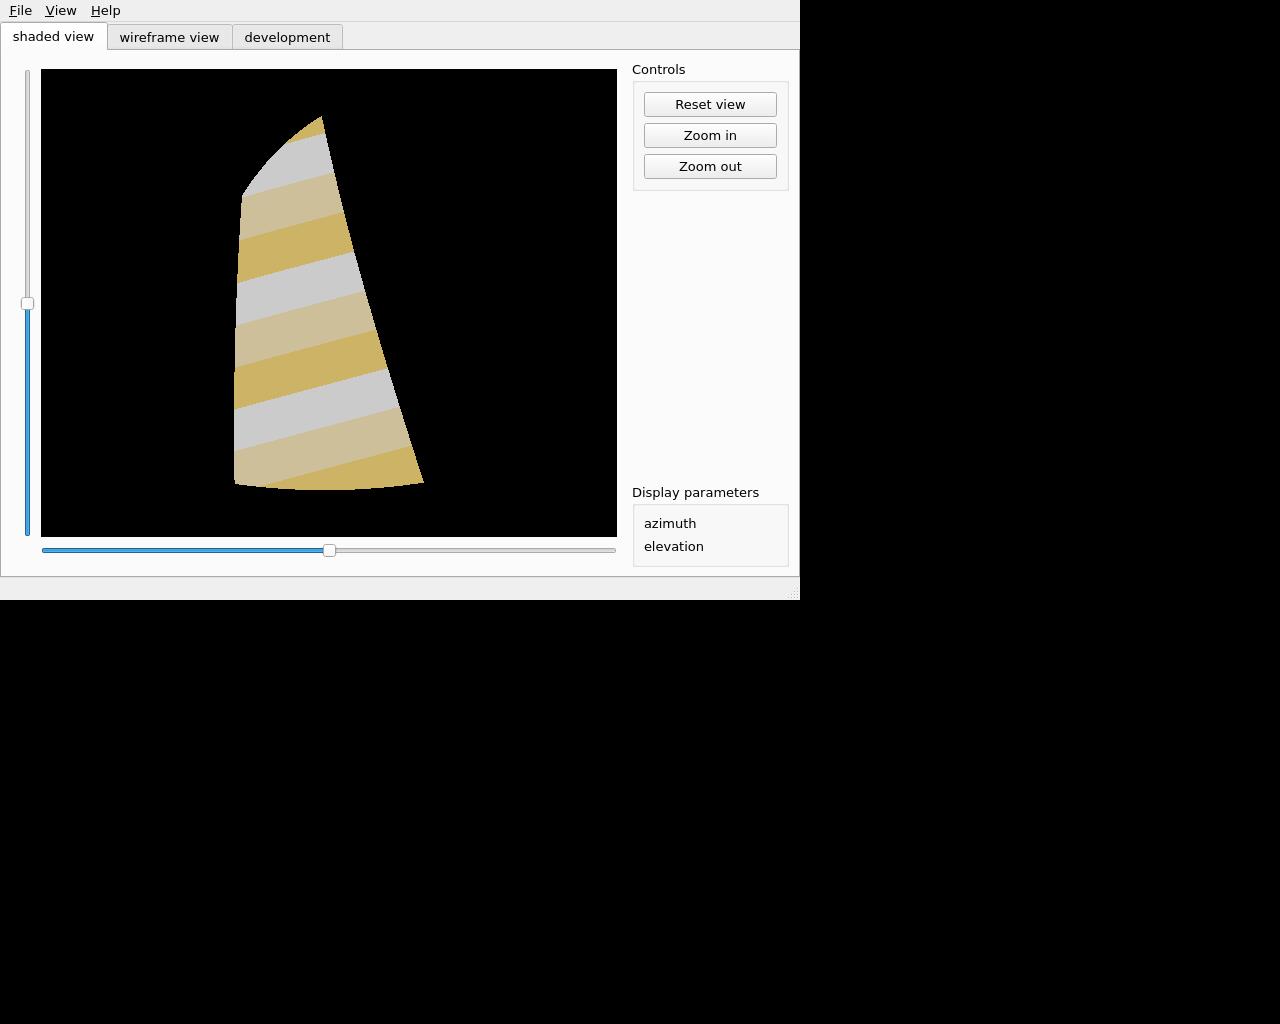 File View Help
shaded view wireframe view development
Controls
Reset view
Zoom in
Zoom out
Display parameters
azimuth
elevation